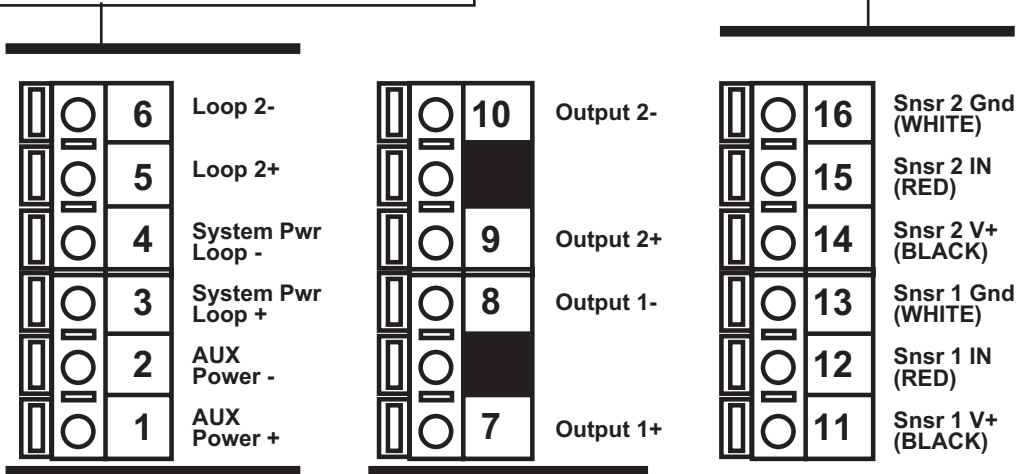 6 Loop 2-
5 Loop 2+
4 System Pwr
Loop -
3 System Pwr
Loop +
2 AUX
Power -
1 AUX
Power +
10 Output 2-
9 Output 2+
8 Output 1-
7 Output 1+
16 Snsr 2 Gnd
(WHITE)
15 Snsr 2 IN
(RED)
14 Snsr 2 V+
(BLACK)
13 Snsr 1 Gnd
(WHITE)
12 Snsr 1 IN
(RED)
11 Snsr 1 V+
(BLACK)